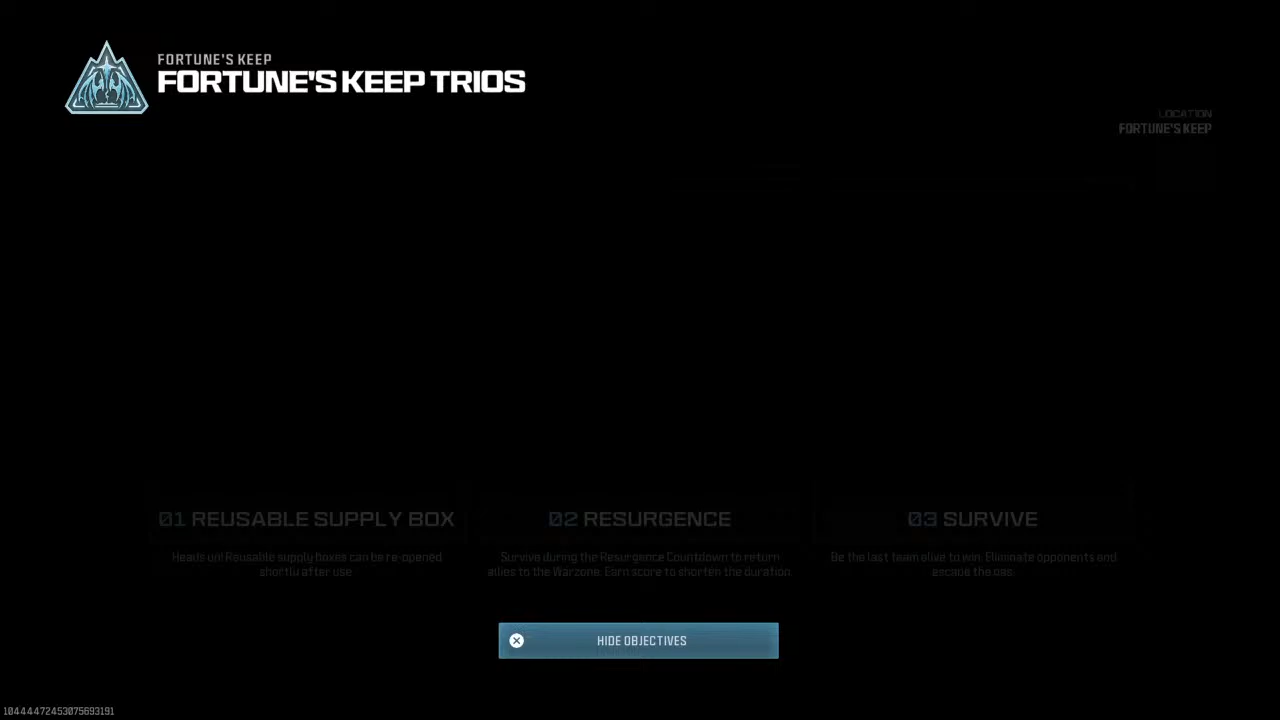 FORTUNE'S KEEP
FORTUNE'S KEEP TRIOS
LOCATION
FORTUNE'S KEEP
01 REUSABLE SUPPLY BOX
Heads up! Reusable supply boxes can be re-opened
shortly after use.
02 RESURGENCE
Survive during the Resurgence Countdown to return
allies to the Warzone. Earn score to shorten the duration.
03 SURVIVE
Be the last team alive to win. Eliminate opponents and
escape the gas.
HIDE OBJECTIVES
10444472453075693191